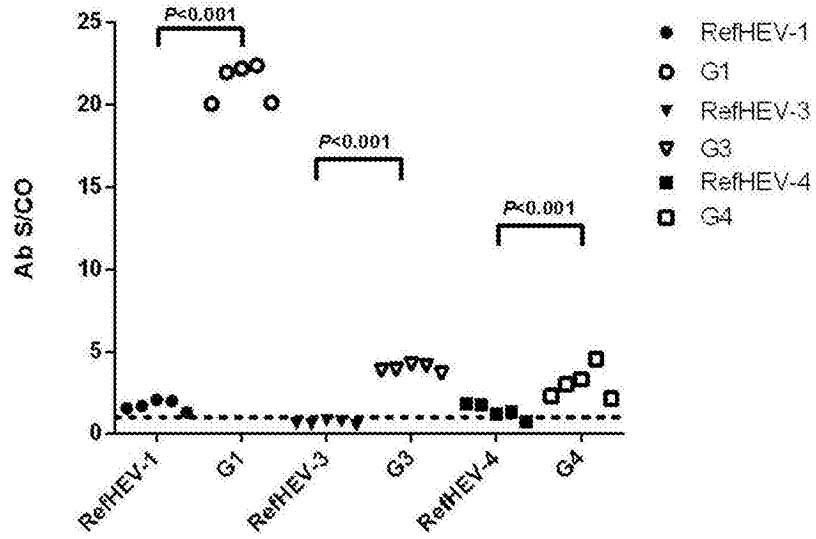 25
20
15
10
5
0
Ab S/CO
P<0.001
P<0.001
P<0.001
RefHEV-1
G1
RefHEV-3
G3
RefHEV-4
G4
RefHEV-1
G1
RefHEV-3
G3
RefHEV-4
G4